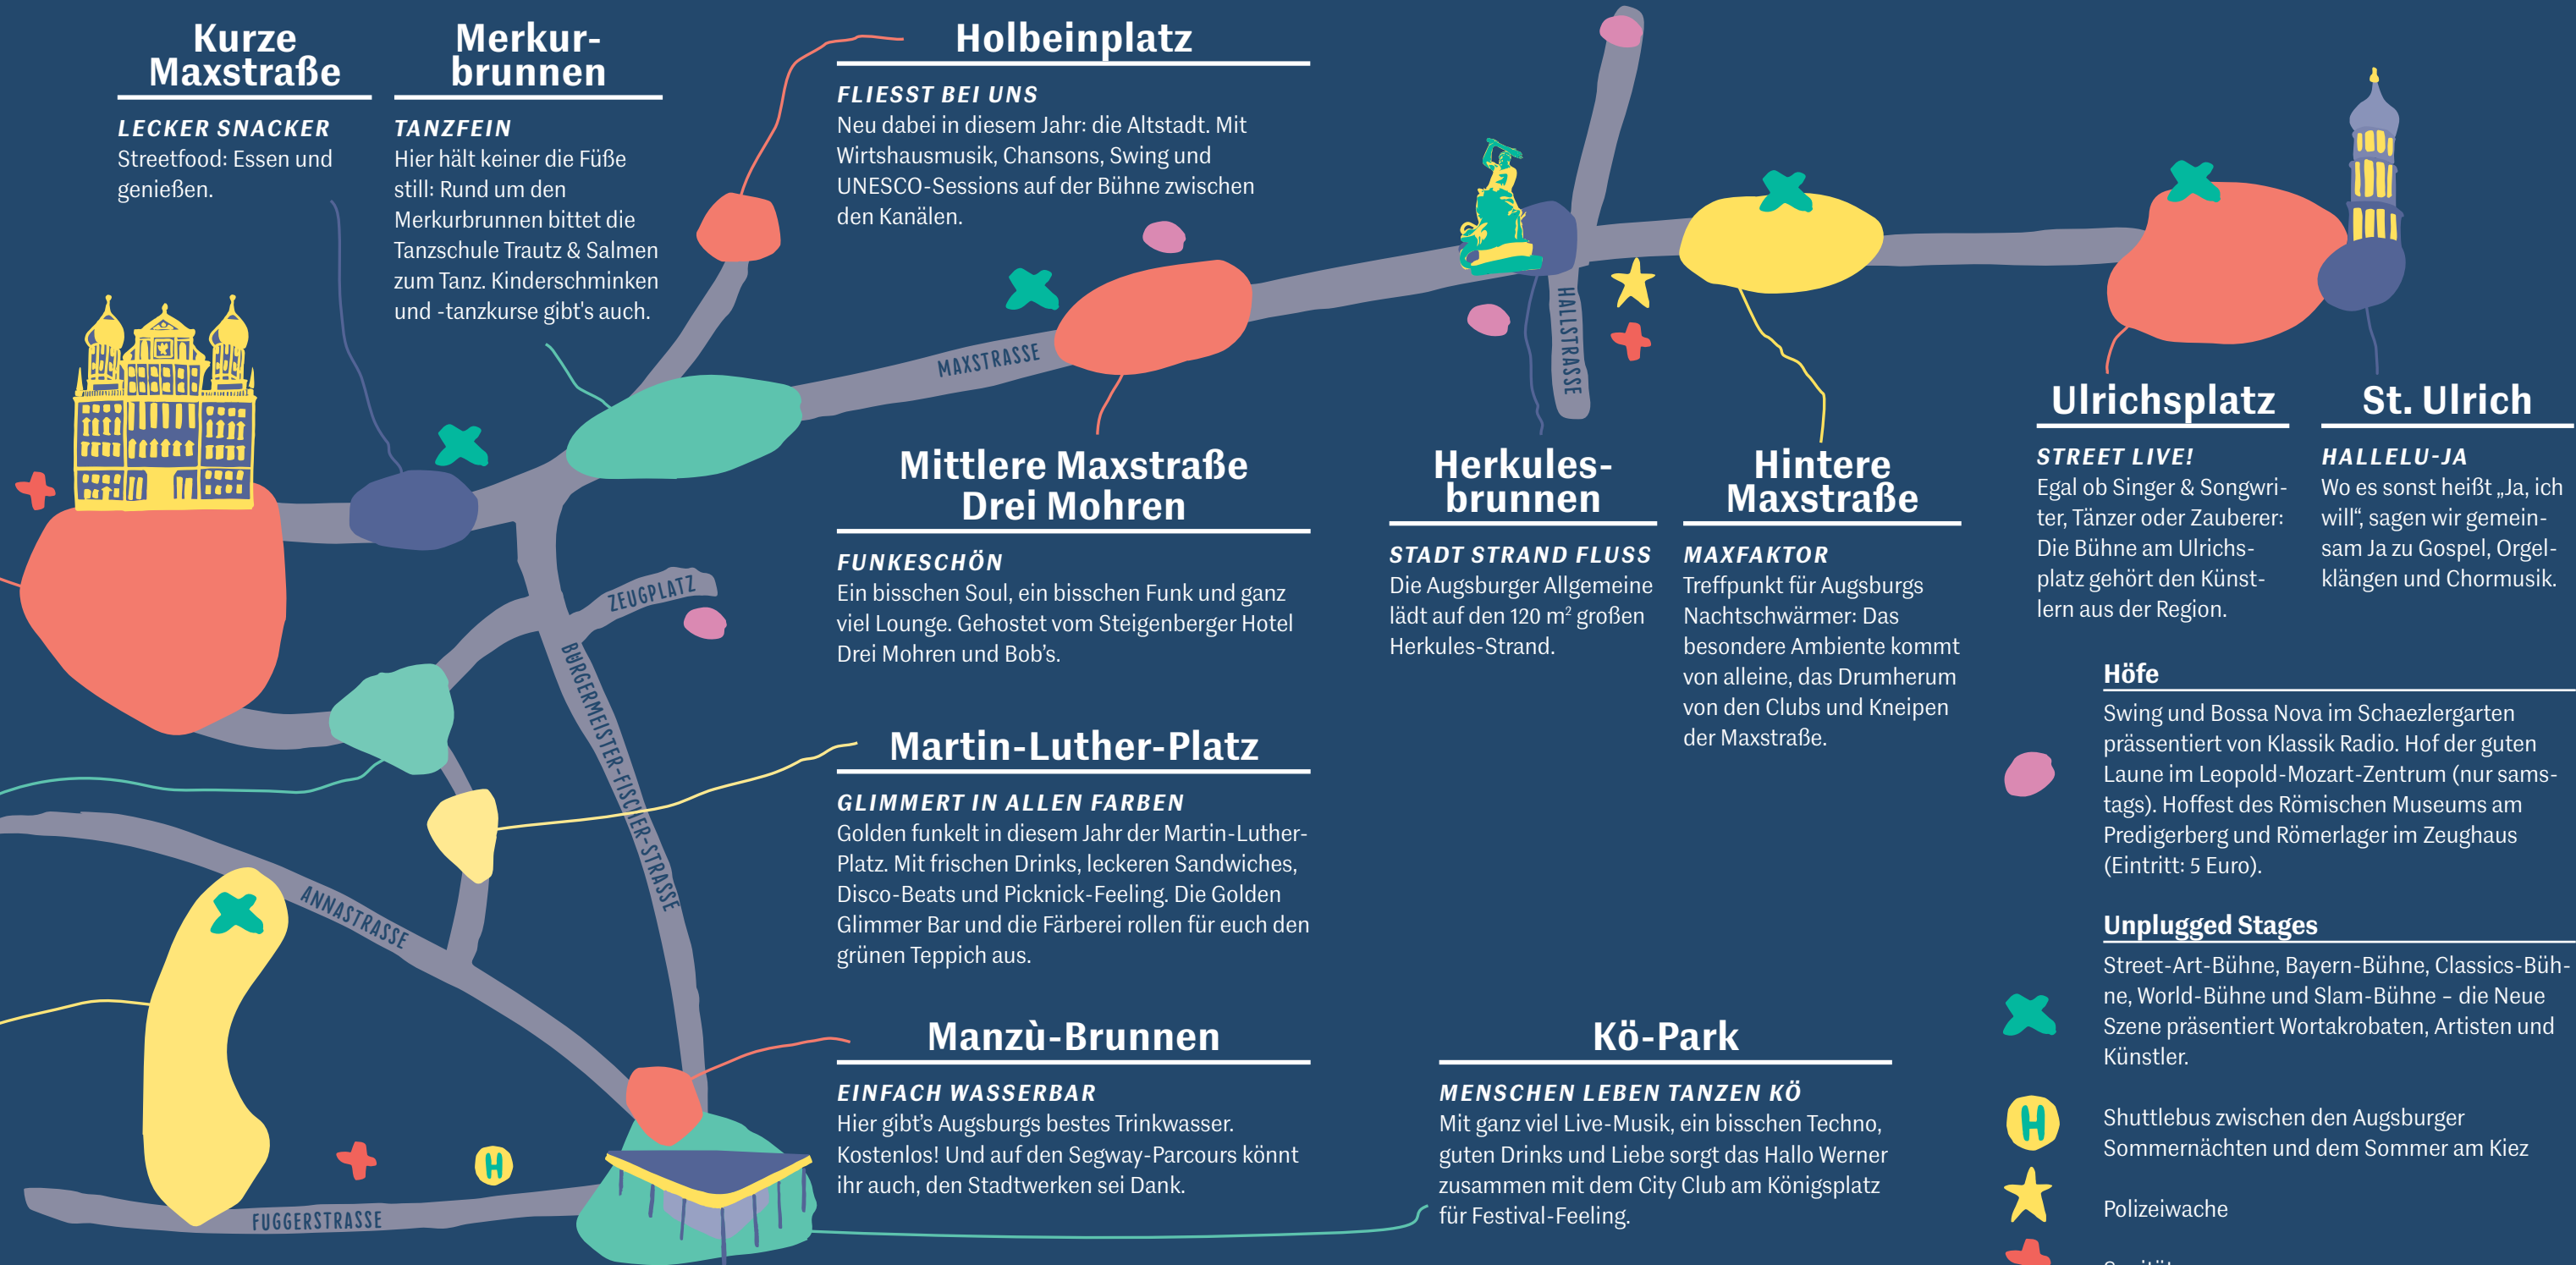 Kurze
Maxstraße
LECKER SNACKER
Streetfood: Essen und
genießen.
Merkur-
brunnen
TANZFEIN
Hier hält keiner die Füße
still: Rund um den
Merkurbrunnen bittet die
Tanzschule Trautz & Salmen
zum Tanz. Kinderschminken
und -tanzkurse gibt's auch.
Holbeinplatz
FLIESST BEI UNS
Neu dabei in diesem Jahr: die Altstadt. Mit
Wirtshausmusik, Chansons, Swing und
UNESCO-Sessions auf der Bühne zwischen
den Kanälen.
MAXSTRASSE
HALLSTRASSE
ZEUGPLATZ
BÜRGERMEISTER-FISCHER-STRASSE
ANNASTRASSE
FUGGERSTRASSE
H
Mittlere Maxstraße
Drei Mohren
FUNKESCHÖN
Ein bisschen Soul, ein bisschen Funk und ganz
viel Lounge. Gehostet vom Steigenberger Hotel
Drei Mohren und Bob’s.
Herkules-
brunnen
STADT STRAND FLUSS
Die Augsburger Allgemeine
lädt auf den 120 m² großen
Herkules-Strand.
Hintere
Maxstraße
MAXFAKTOR
Treffpunkt für Augsburgs
Nachtschwärmer: Das
besondere Ambiente kommt
von alleine, das Drumherum
von den Clubs und Kneipen
der Maxstraße.
Ulrichsplatz
STREET LIVE!
Egal ob Singer & Songwri-
ter, Tänzer oder Zauberer:
Die Bühne am Ulrichs-
platz gehört den Künst-
lern aus der Region.
St. Ulrich
HALLELU-JA
Wo es sonst heißt „Ja, ich
will“, sagen wir gemein-
sam Ja zu Gospel, Orgel-
klängen und Chormusik.
Martin-Luther-Platz
GLIMMERT IN ALLEN FARBEN
Golden funkelt in diesem Jahr der Martin-Luther-
Platz. Mit frischen Drinks, leckeren Sandwiches,
Disco-Beats und Picknick-Feeling. Die Golden
Glimmer Bar und die Färberei rollen für euch den
grünen Teppich aus.
Manzù-Brunnen
EINFACH WASSERBAR
Hier gibt’s Augsburgs bestes Trinkwasser.
Kostenlos! Und auf den Segway-Parcours könnt
ihr auch, den Stadtwerken sei Dank.
Kö-Park
MENSCHEN LEBEN TANZEN KÖ
Mit ganz viel Live-Musik, ein bisschen Techno,
guten Drinks und Liebe sorgt das Hallo Werner
zusammen mit dem City Club am Königsplatz
für Festival-Feeling.
Höfe
Swing und Bossa Nova im Schaezlergarten
prässentiert von Klassik Radio. Hof der guten
Laune im Leopold-Mozart-Zentrum (nur sams-
tags). Hoffest des Römischen Museums am
Predigerberg und Römerlager im Zeughaus
(Eintritt: 5 Euro).
Unplugged Stages
Street-Art-Bühne, Bayern-Bühne, Classics-Büh-
ne, World-Bühne und Slam-Bühne – die Neue
Szene präsentiert Wortakrobaten, Artisten und
Künstler.
H
Shuttlebus zwischen den Augsburger
Sommernächten und dem Sommer am Kiez
Polizeiwache